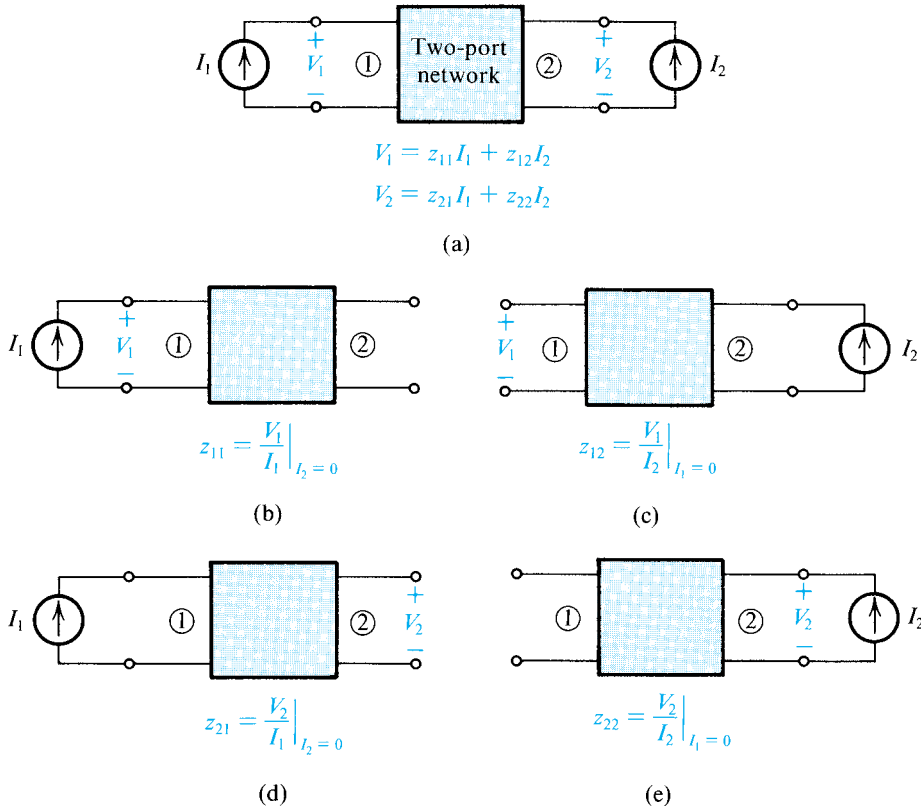 I₁ + V₁ − ① Two-port network ② + V₂ − I₂
V₁ = z₁₁I₁ + z₁₂I₂
V₂ = z₂₁I₁ + z₂₂I₂
(a)
I₁ + V₁ − ① ②
z₁₁ = V₁/I₁ |I₂ = 0
(b)
+ V₁ − ① ② I₂
z₁₂ = V₁/I₂ |I₁ = 0
(c)
I₁ ① ② + V₂ −
z₂₁ = V₂/I₁ |I₂ = 0
(d)
① ② + V₂ − I₂
z₂₂ = V₂/I₂ |I₁ = 0
(e)